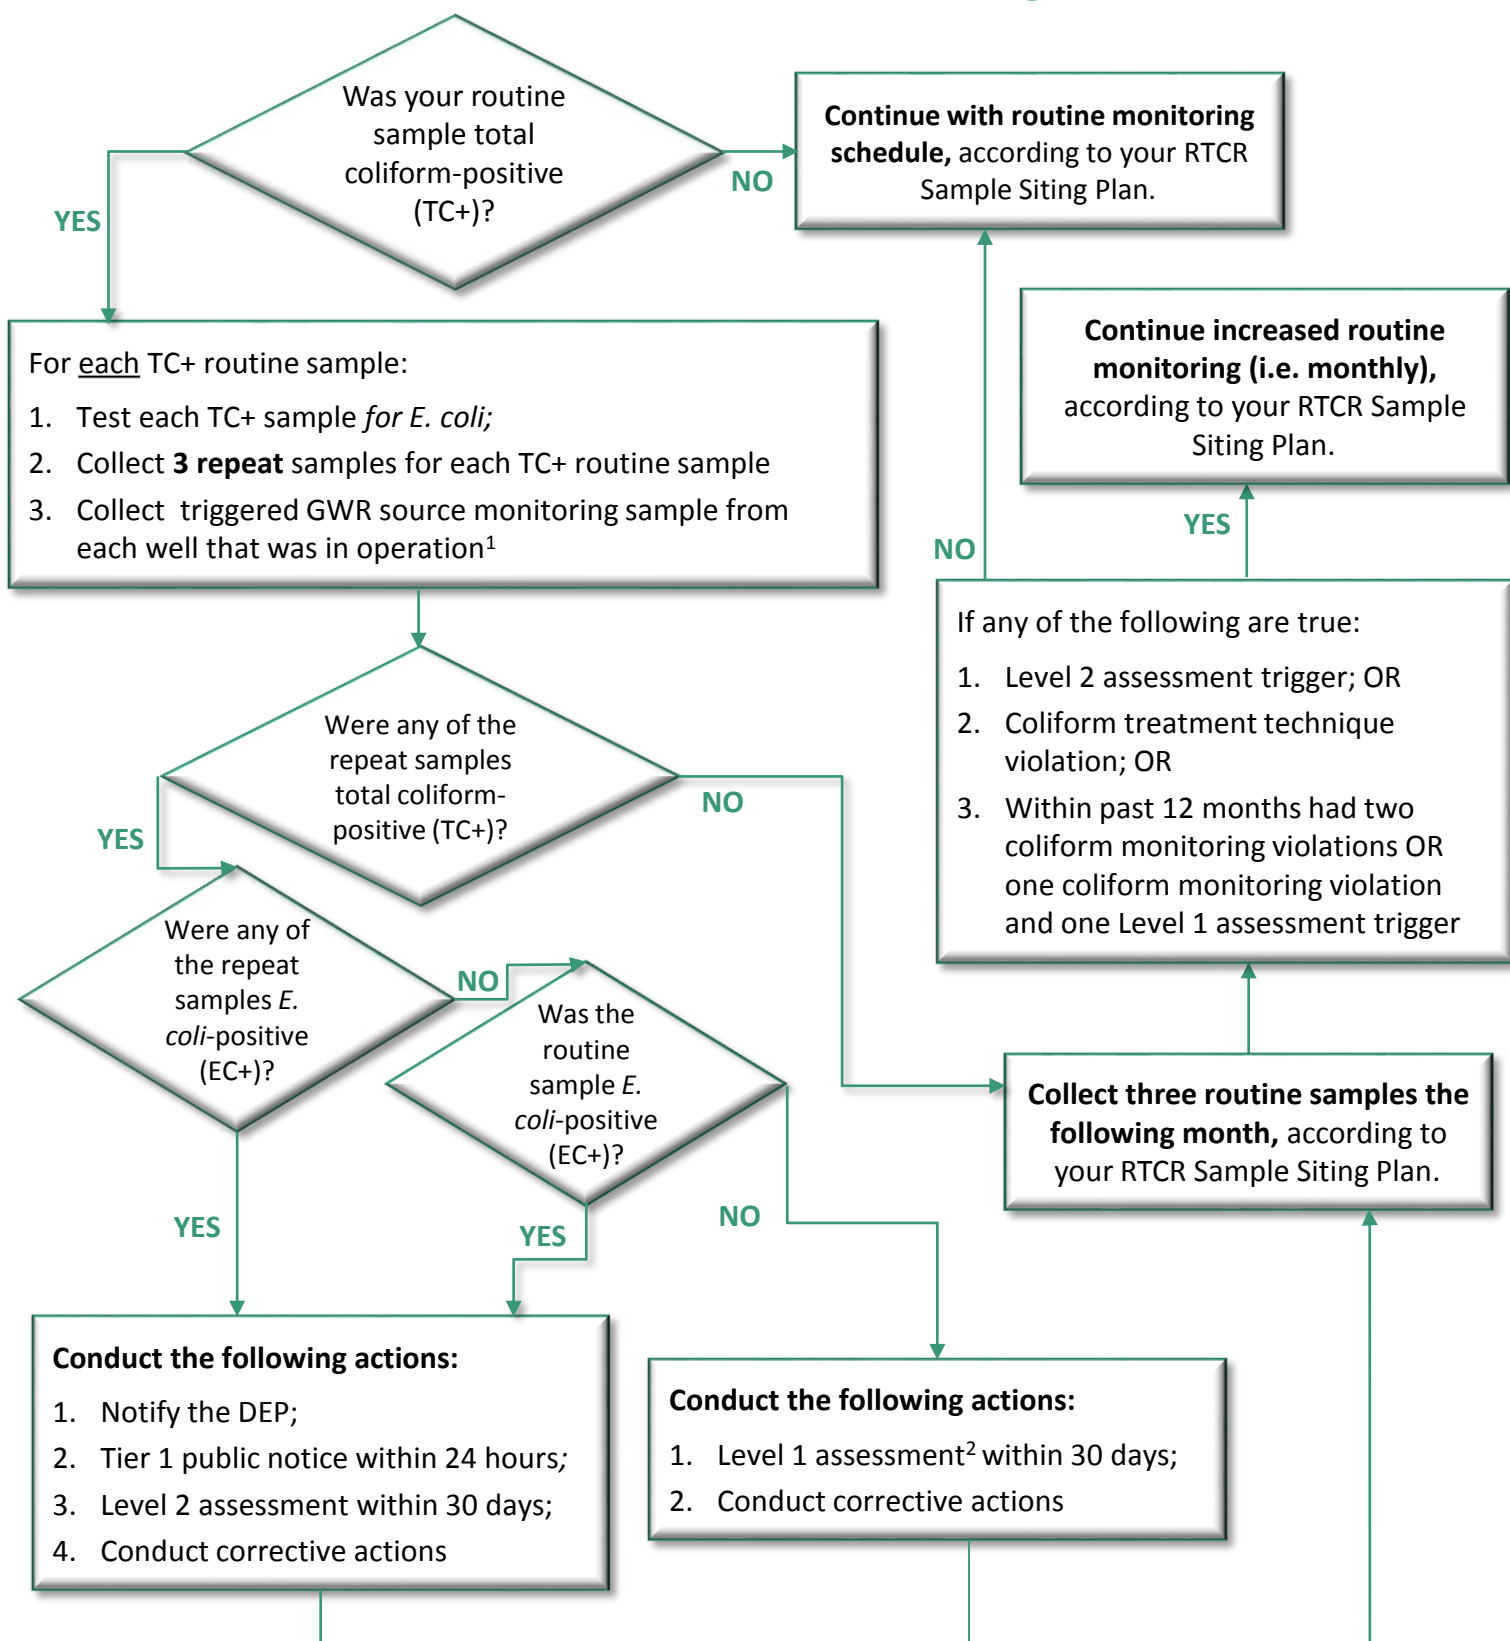 Was your routine
sample total
coliform-positive
(TC+)?
YES
NO
Continue with routine monitoring
schedule, according to your RTCR
Sample Siting Plan.
For each TC+ routine sample:
1. Test each TC+ sample for E. coli;
2. Collect 3 repeat samples for each TC+ routine sample
3. Collect triggered GWR source monitoring sample from
each well that was in operation1
Continue increased routine
monitoring (i.e. monthly),
according to your RTCR Sample
Siting Plan.
NO
YES
If any of the following are true:
1. Level 2 assessment trigger; OR
2. Coliform treatment technique
violation; OR
3. Within past 12 months had two
coliform monitoring violations OR
one coliform monitoring violation
and one Level 1 assessment trigger
Were any of the
repeat samples
total coliform-
positive (TC+)?
YES
NO
Were any of
the repeat
samples E.
coli-positive
(EC+)?
NO
Was the
routine
sample E.
coli-positive
(EC+)?
Collect three routine samples the
following month, according to
your RTCR Sample Siting Plan.
YES
YES
NO
Conduct the following actions:
1. Notify the DEP;
2. Tier 1 public notice within 24 hours;
3. Level 2 assessment within 30 days;
4. Conduct corrective actions
Conduct the following actions:
1. Level 1 assessment2 within 30 days;
2. Conduct corrective actions